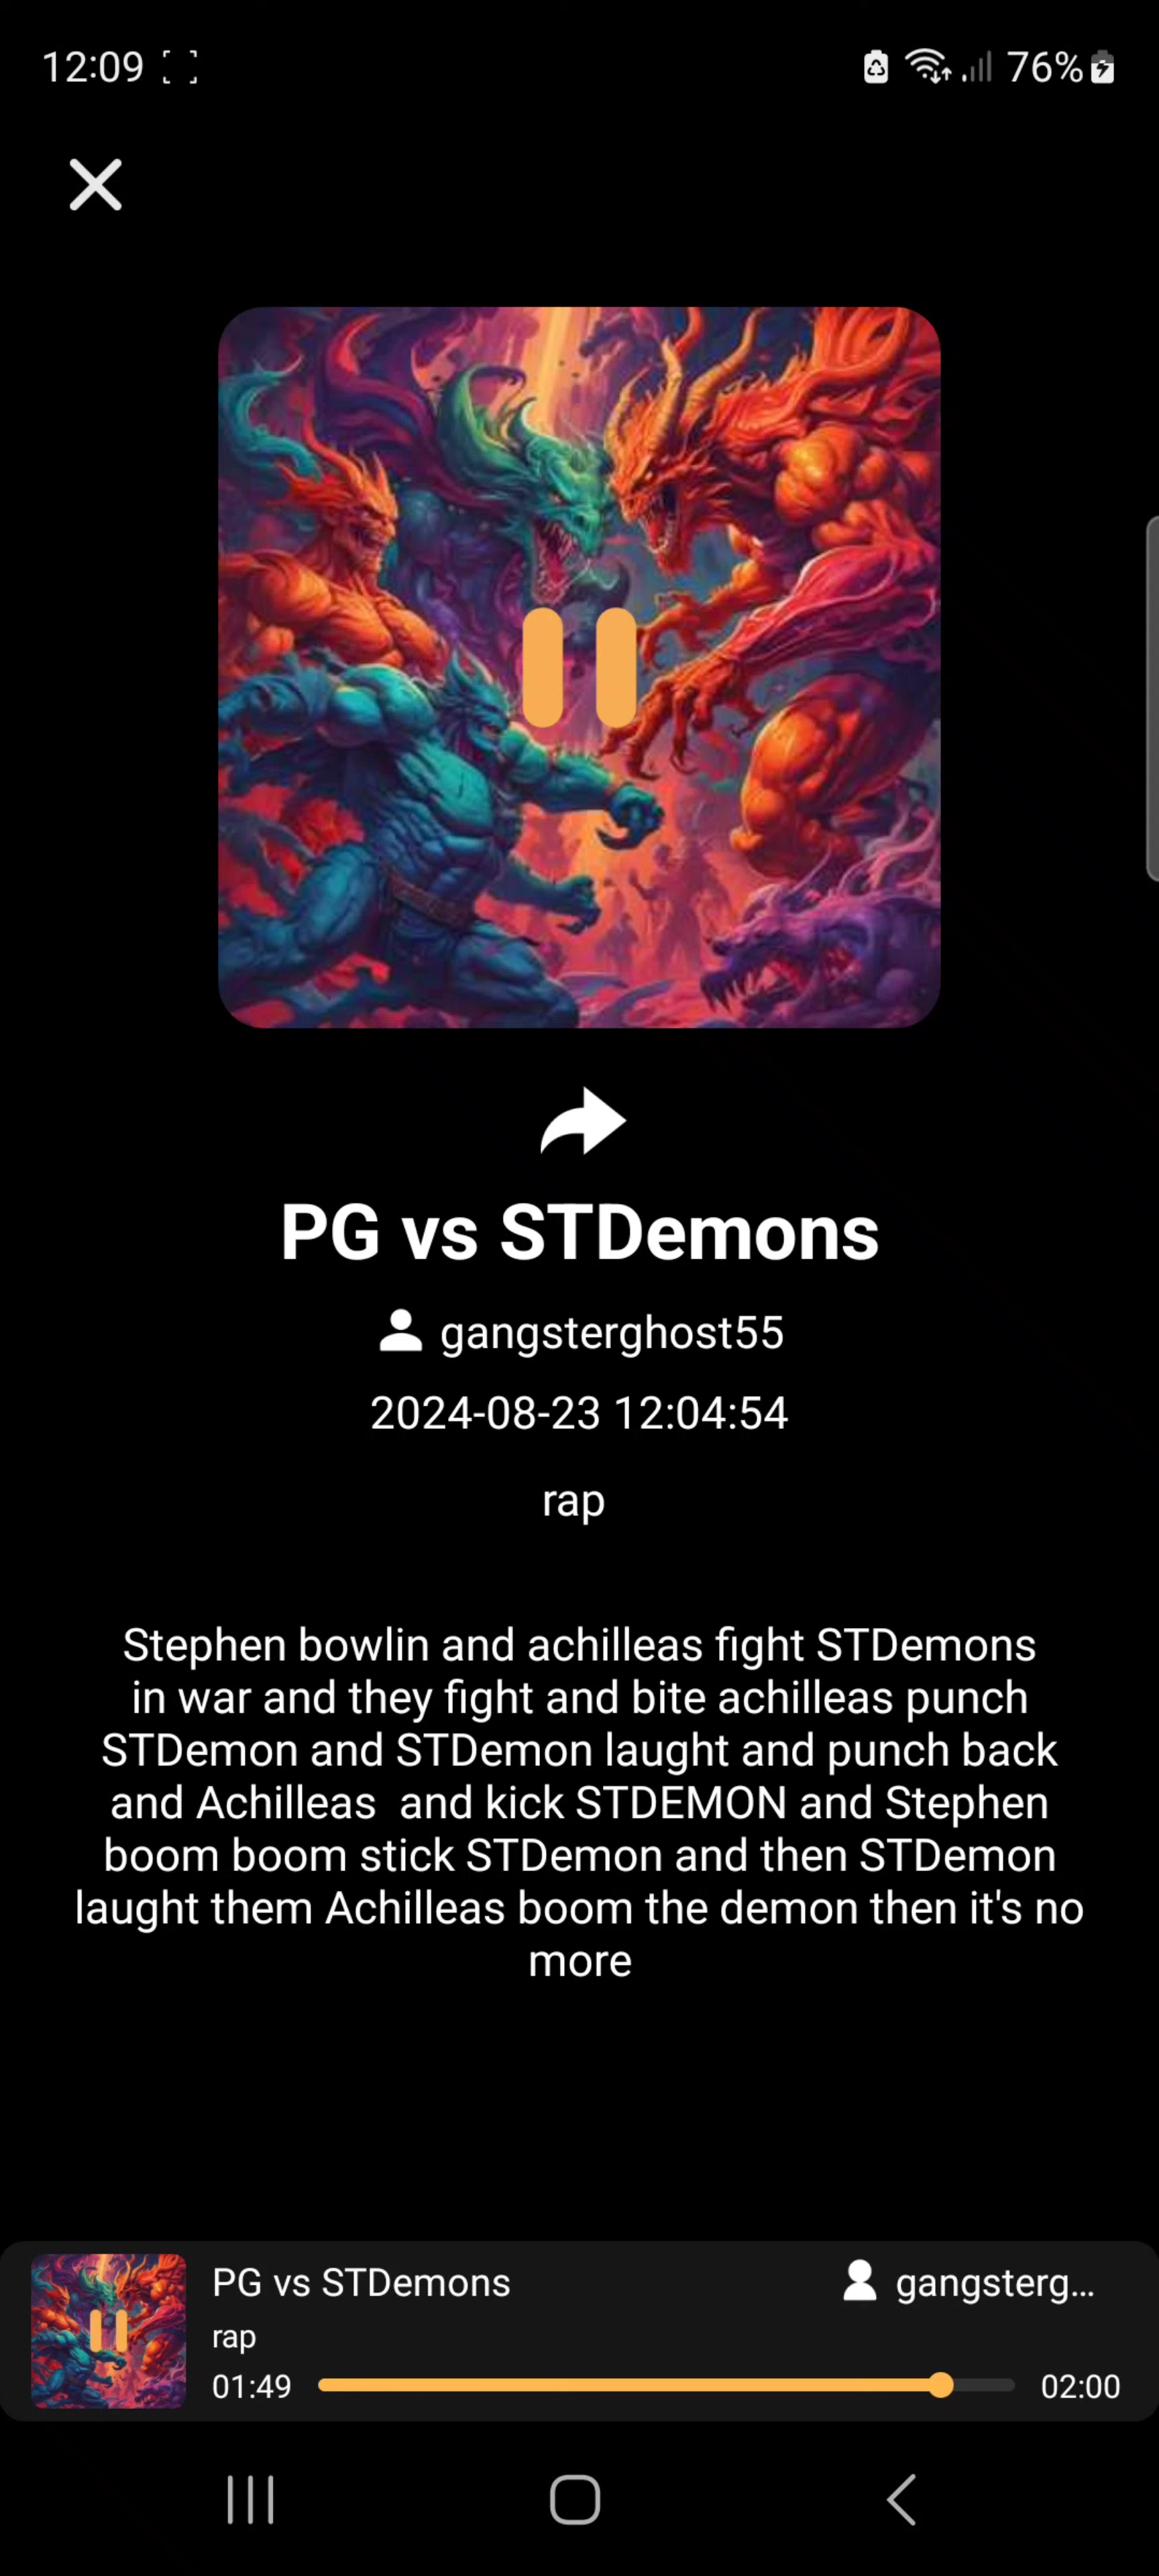 12:09
76%
PG vs STDemons
gangsterghost55
2024-08-23 12:04:54
rap
Stephen bowlin and achilleas fight STDemons
in war and they fight and bite achilleas punch
STDemon and STDemon laught and punch back
and Achilleas  and kick STDEMON and Stephen
boom boom stick STDemon and then STDemon
laught them Achilleas boom the demon then it's no
more
PG vs STDemons
gangsterg...
rap
01:49
02:00